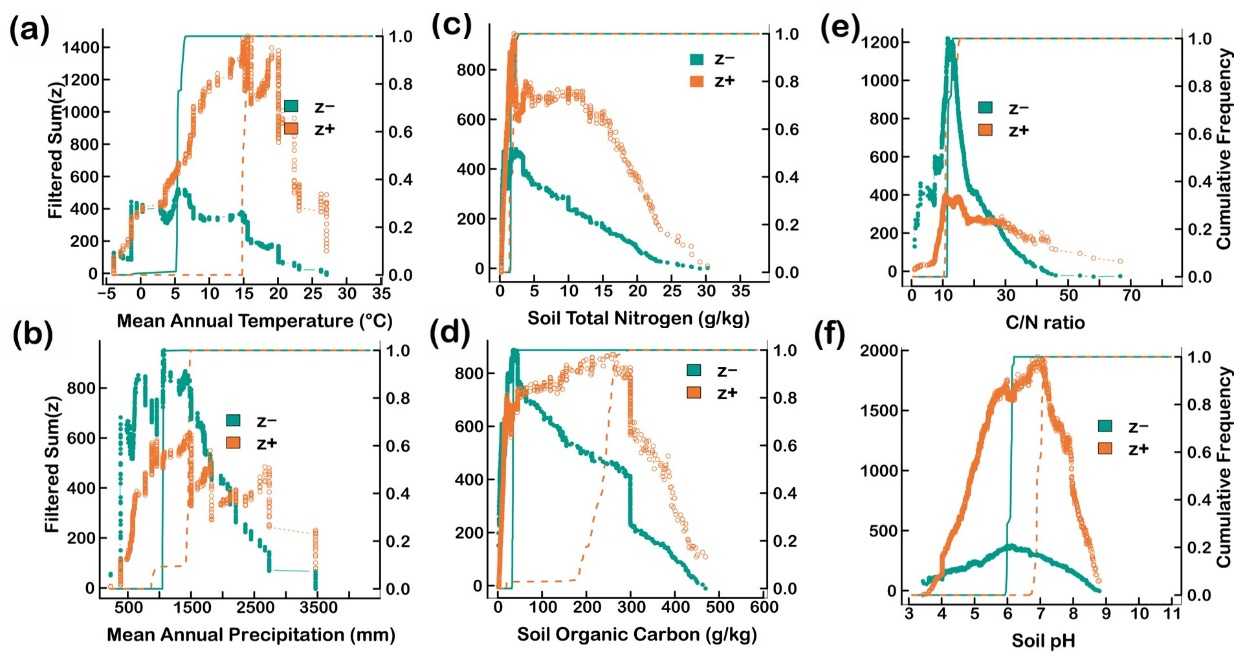 (a)
Filtered Sum(z)
1400
1200
1000
800
600
400
200
0
1.0
0.8
0.6
0.4
0.2
0.0
z−
z+
−5 0 5 10 15 20 25 30 35
Mean Annual Temperature (°C)
(c)
800
600
400
200
0
1.0
0.8
0.6
0.4
0.2
0.0
z−
z+
0 5 10 15 20 25 30 35
Soil Total Nitrogen (g/kg)
(e)
1200
1000
800
600
400
200
0
1.0
0.8
0.6
0.4
0.2
0.0
Cumulative Frequency
z−
z+
0 10 30 50 70
C/N ratio
(b)
Filtered Sum(z)
800
600
400
200
0
1.0
0.8
0.6
0.4
0.2
0.0
z−
z+
500 1500 2500 3500
Mean Annual Precipitation (mm)
(d)
800
600
400
200
0
1.0
0.8
0.6
0.4
0.2
0.0
z−
z+
0 100 200 300 400 500 600
Soil Organic Carbon (g/kg)
(f)
2000
1500
1000
500
0
1.0
0.8
0.6
0.4
0.2
0.0
Cumulative Frequency
z−
z+
3 4 5 6 7 8 9 10 11
Soil pH